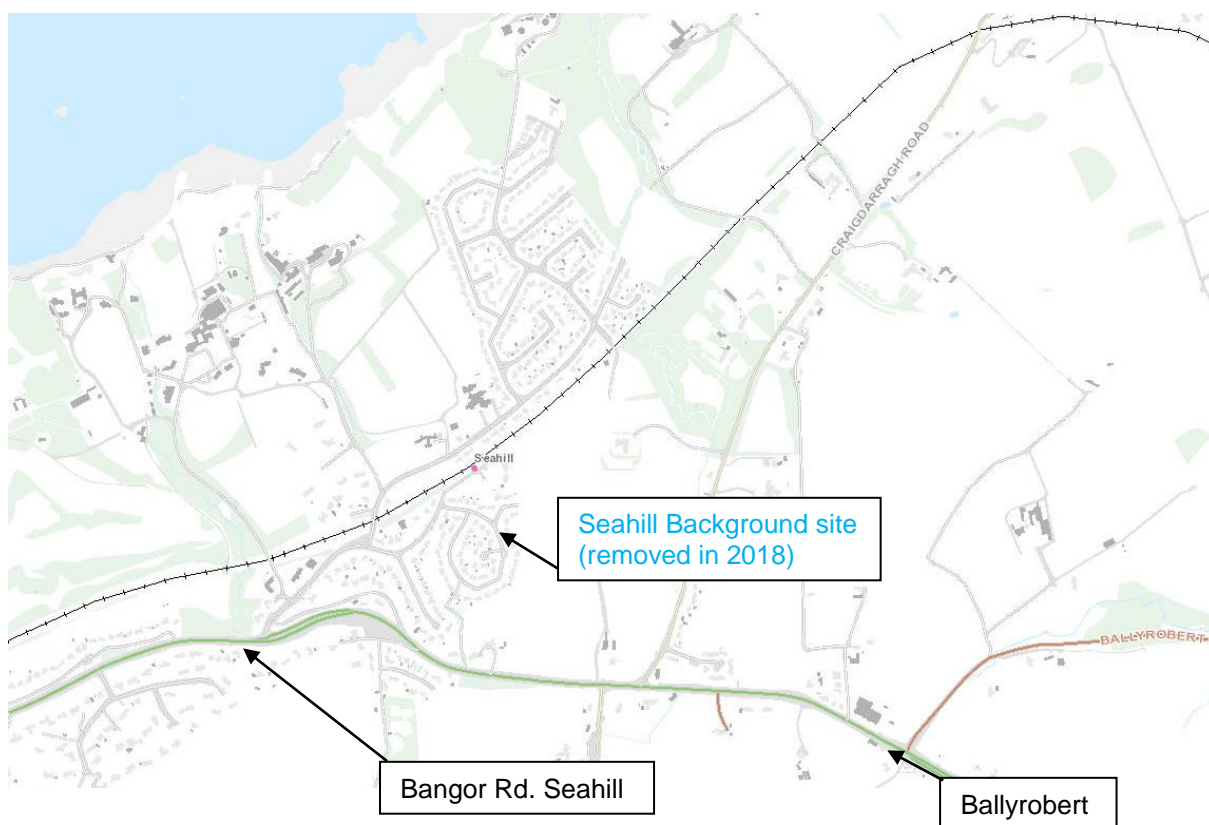 CRAIGDARRAGH ROAD
Seahill
Seahill Background site
(removed in 2018)
BALLYROBERT
Bangor Rd. Seahill
Ballyrobert